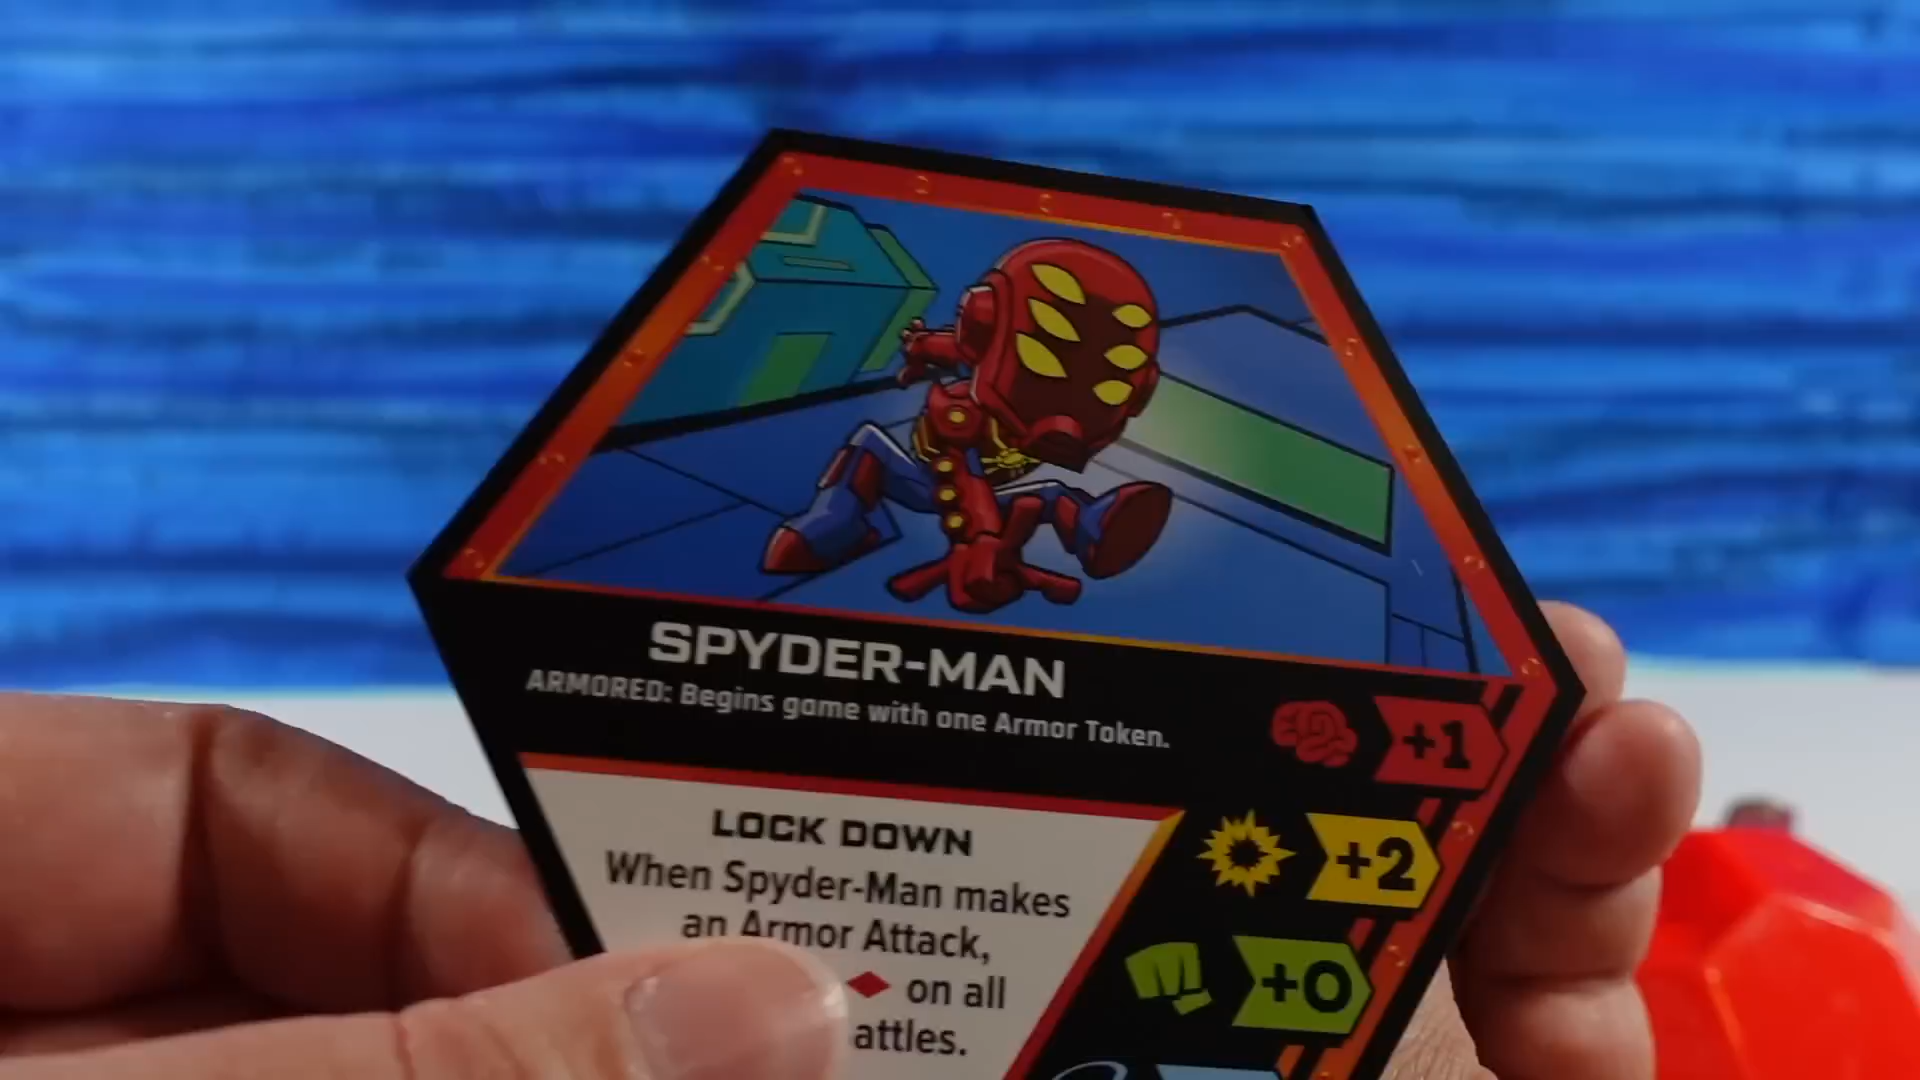 SPYDER-MAN
ARMORED: Begins game with one Armor Token.
+1
LOCK DOWN
When Spyder-Man makes
an Armor Attack,
on all
attles.
+2
+0